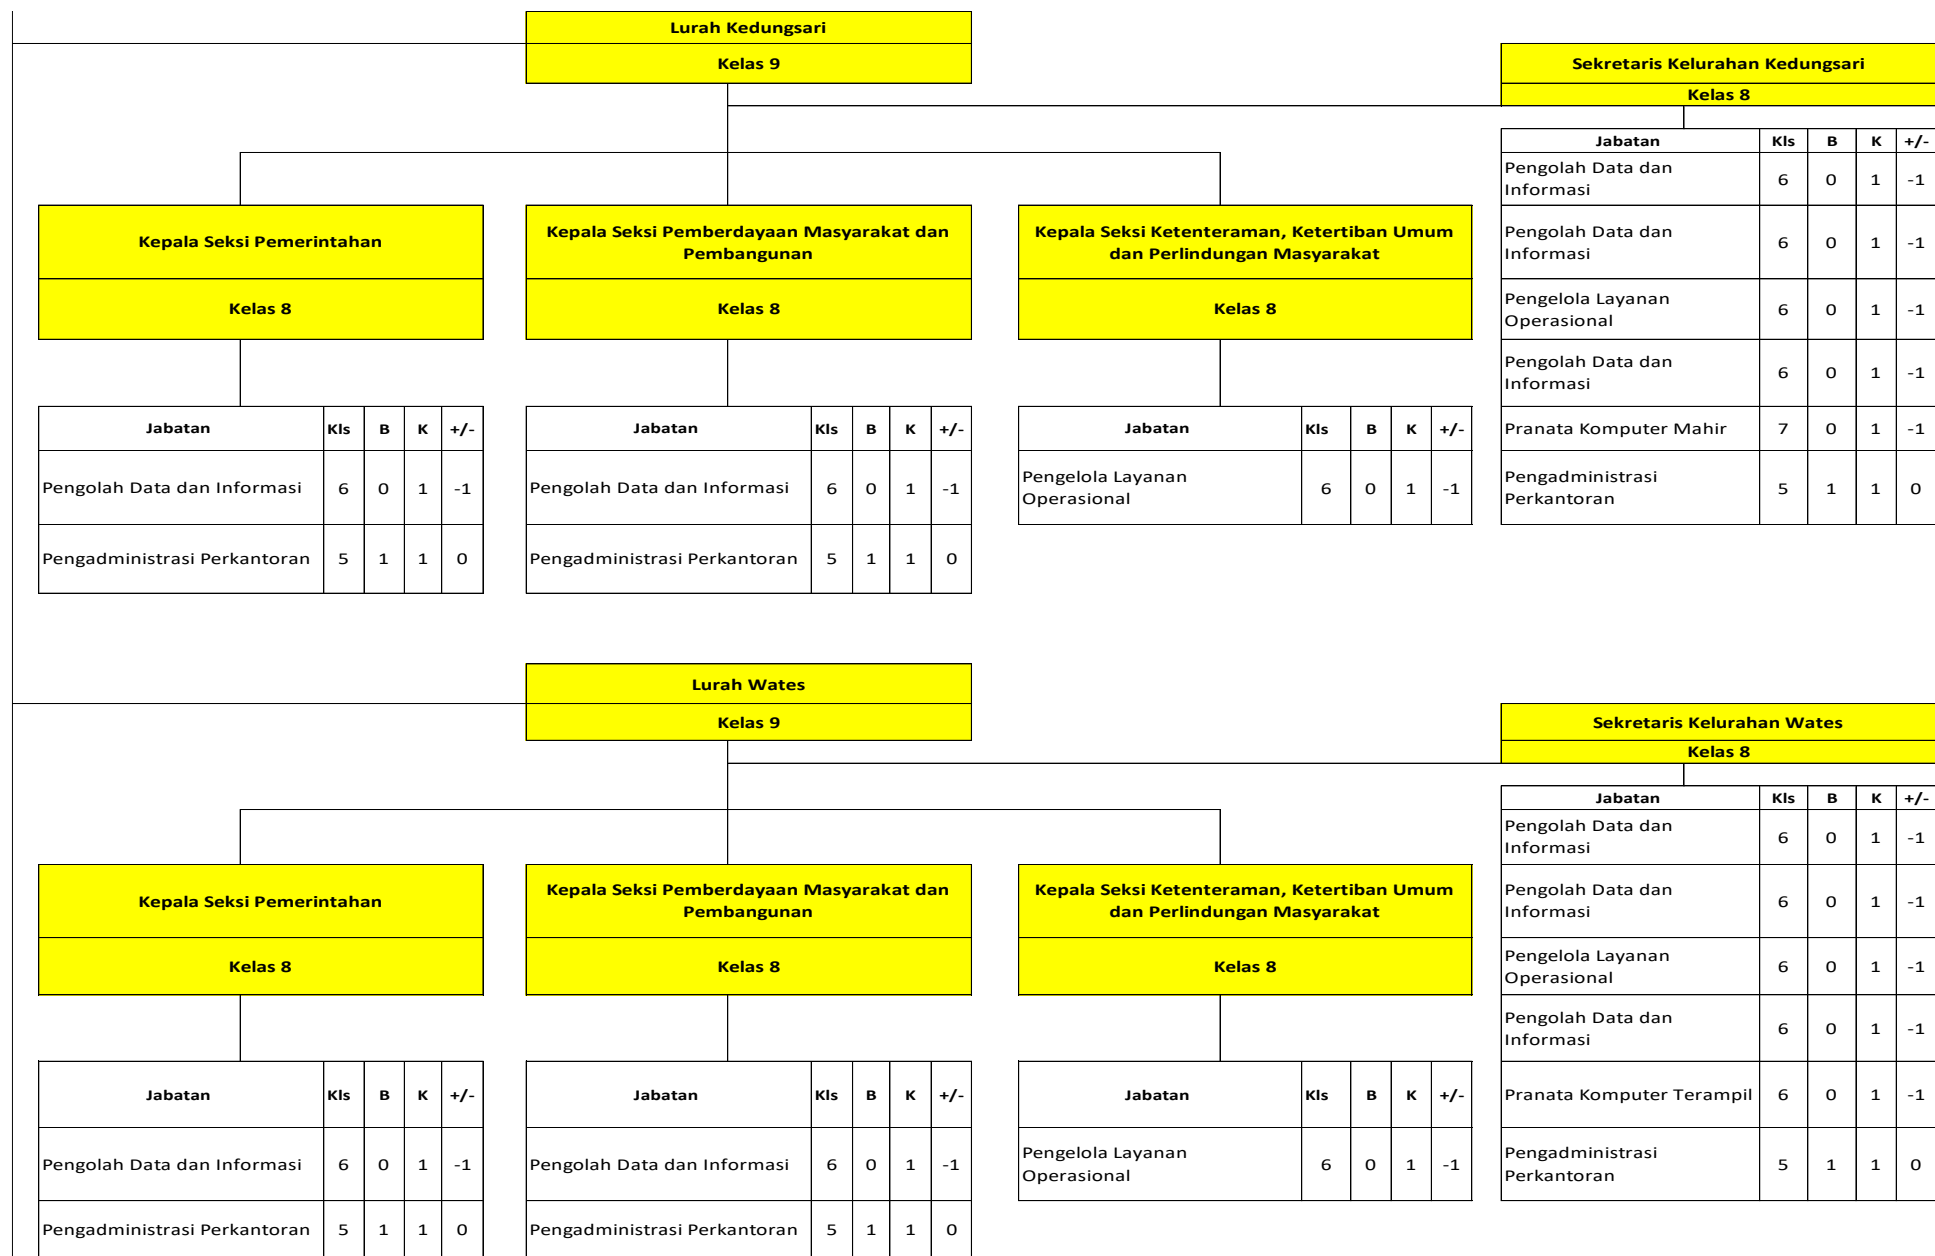 Lurah Kedungsari
Kelas 9
Sekretaris Kelurahan Kedungsari
Kelas 8
Jabatan Kls B K +/-
Pengolah Data dan
Informasi 6 0 1 -1
Pengolah Data dan
Informasi 6 0 1 -1
Pengelola Layanan
Operasional 6 0 1 -1
Pengolah Data dan
Informasi 6 0 1 -1
Pranata Komputer Mahir 7 0 1 -1
Pengadministrasi
Perkantoran 5 1 1 0
Kepala Seksi Pemerintahan
Kelas 8
Jabatan Kls B K +/-
Pengolah Data dan Informasi 6 0 1 -1
Pengadministrasi Perkantoran 5 1 1 0
Kepala Seksi Pemberdayaan Masyarakat dan
Pembangunan
Kelas 8
Jabatan Kls B K +/-
Pengolah Data dan Informasi 6 0 1 -1
Pengadministrasi Perkantoran 5 1 1 0
Kepala Seksi Ketenteraman, Ketertiban Umum
dan Perlindungan Masyarakat
Kelas 8
Jabatan Kls B K +/-
Pengelola Layanan
Operasional 6 0 1 -1
Lurah Wates
Kelas 9
Sekretaris Kelurahan Wates
Kelas 8
Jabatan Kls B K +/-
Pengolah Data dan
Informasi 6 0 1 -1
Pengolah Data dan
Informasi 6 0 1 -1
Pengelola Layanan
Operasional 6 0 1 -1
Pengolah Data dan
Informasi 6 0 1 -1
Pranata Komputer Terampil 6 0 1 -1
Pengadministrasi
Perkantoran 5 1 1 0
Kepala Seksi Pemerintahan
Kelas 8
Jabatan Kls B K +/-
Pengolah Data dan Informasi 6 0 1 -1
Pengadministrasi Perkantoran 5 1 1 0
Kepala Seksi Pemberdayaan Masyarakat dan
Pembangunan
Kelas 8
Jabatan Kls B K +/-
Pengolah Data dan Informasi 6 0 1 -1
Pengadministrasi Perkantoran 5 1 1 0
Kepala Seksi Ketenteraman, Ketertiban Umum
dan Perlindungan Masyarakat
Kelas 8
Jabatan Kls B K +/-
Pengelola Layanan
Operasional 6 0 1 -1